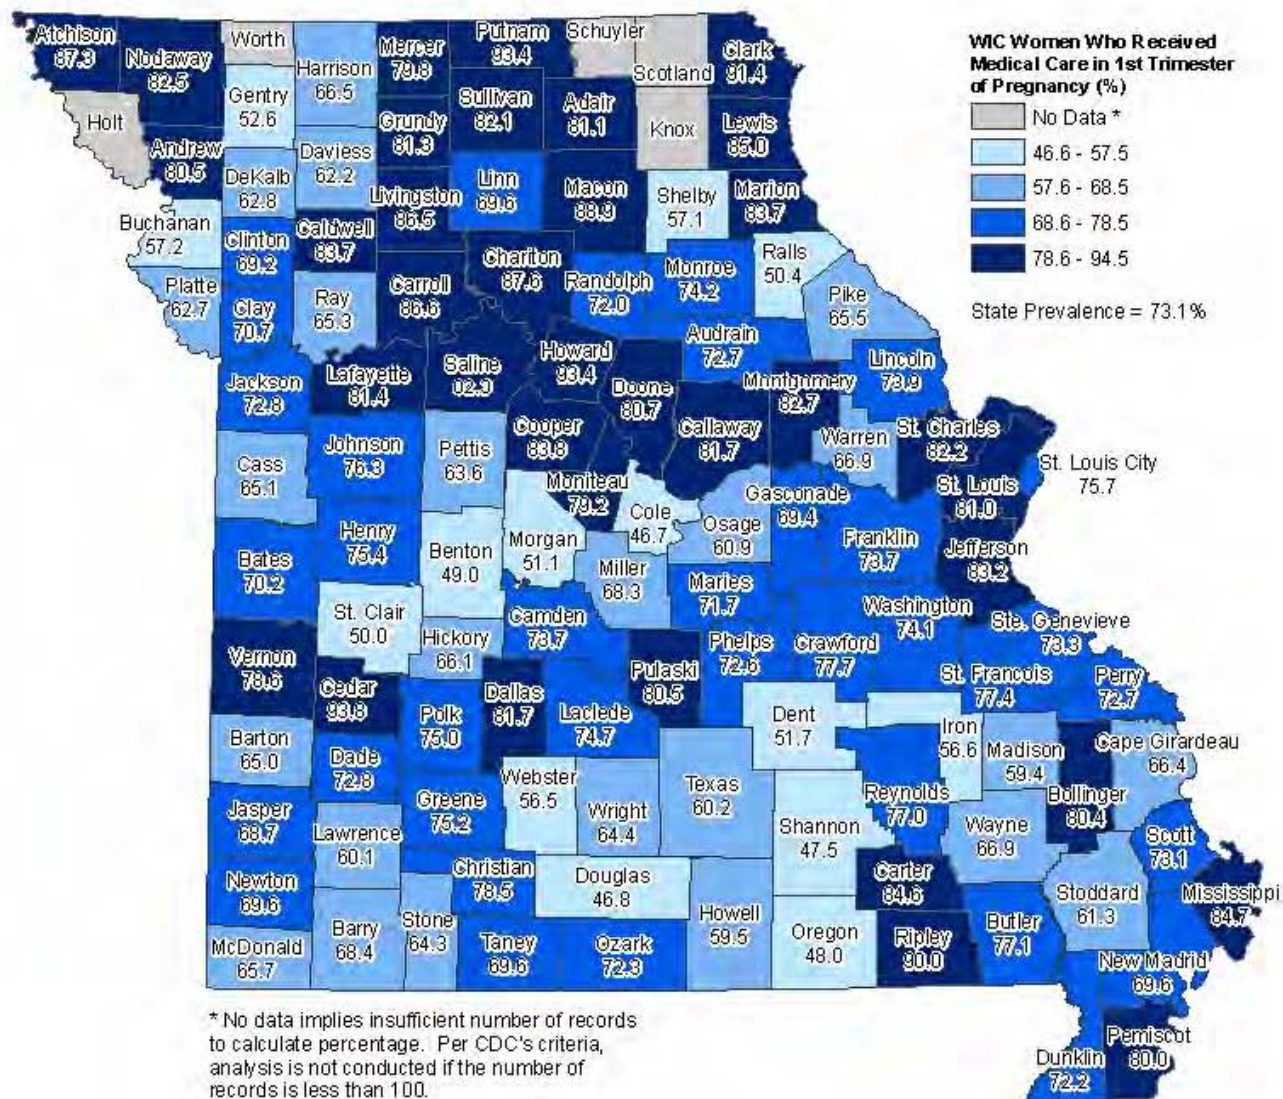 WIC Women Who Received
Medical Care in 1st Trimester
of Pregnancy (%)
No Data *
46.6 - 57.5
57.6 - 68.5
68.6 - 78.5
78.6 - 94.5
State Prevalence = 73.1%
Atchison
87.3
Nodaway
82.5
Worth
Harrison
66.5
Mercer
79.8
Putnam
93.4
Schuyler
Scotland
Clark
91.4
Holt
Gentry
52.6
Sullivan
82.1
Adair
81.1
Knox
Lewis
85.0
Andrew
80.5
Grundy
81.3
Daviess
62.2
DeKalb
62.8
Livingston
86.5
Linn
69.6
Macon
Shelby
57.1
Marion
83.7
Buchanan
57.2
Clinton
69.2
Caldwell
83.7
Chariton
87.6
Randolph
72.0
Monroe
74.2
Ralls
50.4
Platte
62.7
Clay
70.7
Ray
65.3
Carroll
86.6
Pike
65.5
Audrain
72.7
Lincoln
73.9
Jackson
72.8
Lafayette
81.4
Saline
Howard
93.4
Boone
80.7
Montgomery
82.7
Callaway
81.7
Cooper
83.8
Warren
66.9
St. Charles
82.2
St. Louis City
75.7
Cass
65.1
Johnson
76.3
Pettis
63.6
Moniteau
79.2
Cole
46.7
Gasconade
69.4
St. Louis
81.0
Henry
75.4
Benton
49.0
Morgan
51.1
Osage
60.9
Franklin
73.7
Jefferson
83.2
Bates
70.2
Miller
68.3
Maries
71.7
St. Clair
50.0
Hickory
66.1
Camden
73.7
Washington
74.1
Ste. Genevieve
73.3
Vernon
78.6
Cedar
93.8
Polk
75.0
Dallas
81.7
Laclede
74.7
Pulaski
80.5
Phelps
72.6
Crawford
77.7
St. Francois
77.4
Perry
72.7
Barton
65.0
Dade
72.8
Dent
51.7
Iron
56.6
Madison
59.4
Cape Girardeau
66.4
Jasper
68.7
Greene
75.2
Webster
56.5
Wright
64.4
Texas
60.2
Reynolds
77.0
Bollinger
80.4
Lawrence
60.1
Shannon
47.5
Wayne
66.9
Scott
73.1
Newton
69.6
Christian
78.5
Douglas
46.8
Carter
84.6
Stoddard
61.3
Mississippi
84.7
McDonald
65.7
Barry
68.4
Stone
64.3
Taney
69.6
Ozark
72.3
Howell
59.5
Oregon
48.0
Ripley
90.0
Butler
77.1
New Madrid
69.6
Dunklin
72.2
Pemiscot
80.0
* No data implies insufficient number of records
to calculate percentage.  Per CDC's criteria,
analysis is not conducted if the number of
records is less than 100.